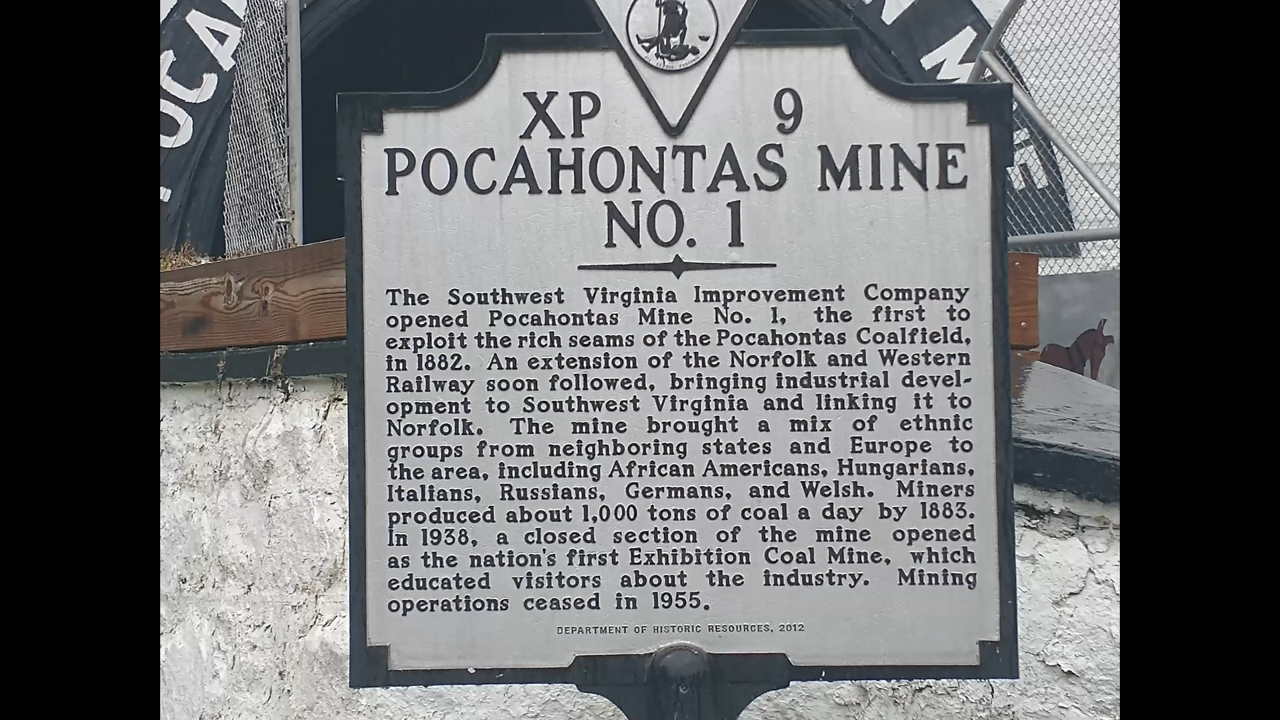 POCA
N M
NE
XP 9
POCAHONTAS MINE
NO. 1
The Southwest Virginia Improvement Company
opened Pocahontas Mine No. 1, the first to
exploit the rich seams of the Pocahontas Coalfield,
in 1882. An extension of the Norfolk and Western
Railway soon followed, bringing industrial devel-
opment to Southwest Virginia and linking it to
Norfolk. The mine brought a mix of ethnic
groups from neighboring states and Europe to
the area, including African Americans, Hungarians,
Italians, Russians, Germans, and Welsh. Miners
produced about 1,000 tons of coal a day by 1883.
In 1938, a closed section of the mine opened
as the nation's first Exhibition Coal Mine, which
educated visitors about the industry. Mining
operations ceased in 1955.
DEPARTMENT OF HISTORIC RESOURCES, 2012